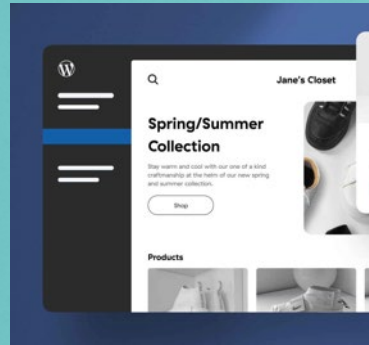 Jane's Closet
Spring/Summer
Collection
Stay warm and cool with our one of a kind
craftmanship at the helm of our new spring
and summer collection.
Shop
Products